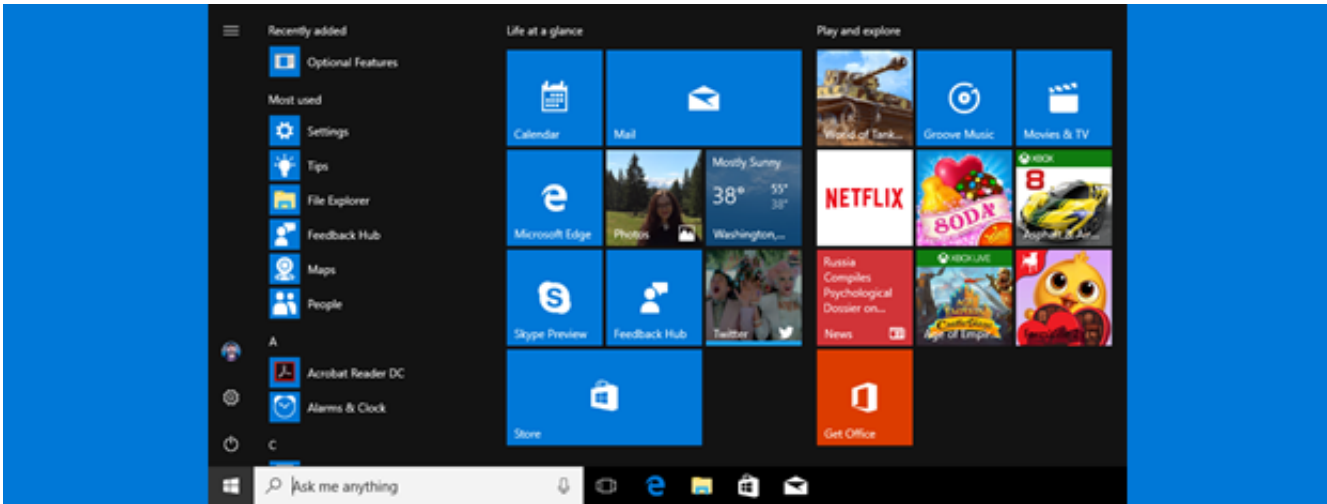 Recently added
Optional Features
Most used
Settings
Tips
File Explorer
Feedback Hub
Maps
People
A
Acrobat Reader DC
Alarms & Clock
C
Life at a glance
Calendar
Mail
Microsoft Edge
Photos
Mostly Sunny
38°
55°
38°
Washington,...
Skype Preview
Feedback Hub
Twitter
Store
Play and explore
World of Tank...
Groove Music
Movies & TV
NETFLIX
SODA
XBOX
8
Asphalt 8: Air...
Russia
Compiles
Psychological
Dossier on...
News
XBOX LIVE
Castle Siege
Age of Empir...
Get Office
Ask me anything